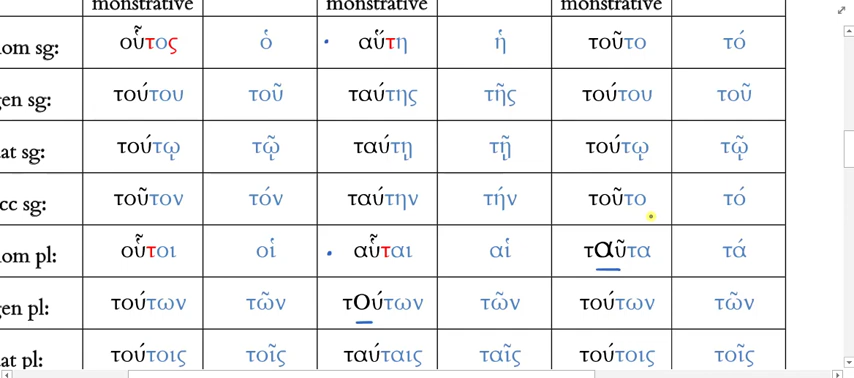 monstrative monstrative monstrative
om sg: οὗτος ὁ αὕτη ἡ τοῦτο τό
gen sg: τούτου τοῦ ταύτης τῆς τούτου τοῦ
at sg: τούτῳ τῷ ταύτῃ τῇ τούτῳ τῷ
cc sg: τοῦτον τόν ταύτην τήν τοῦτο τό
om pl: οὗτοι οἱ αὗται αἱ ταῦτα τά
gen pl: τούτων τῶν τούτων τῶν τούτων τῶν
at pl: τούτοις τοῖς ταύταις ταῖς τούτοις τοῖς